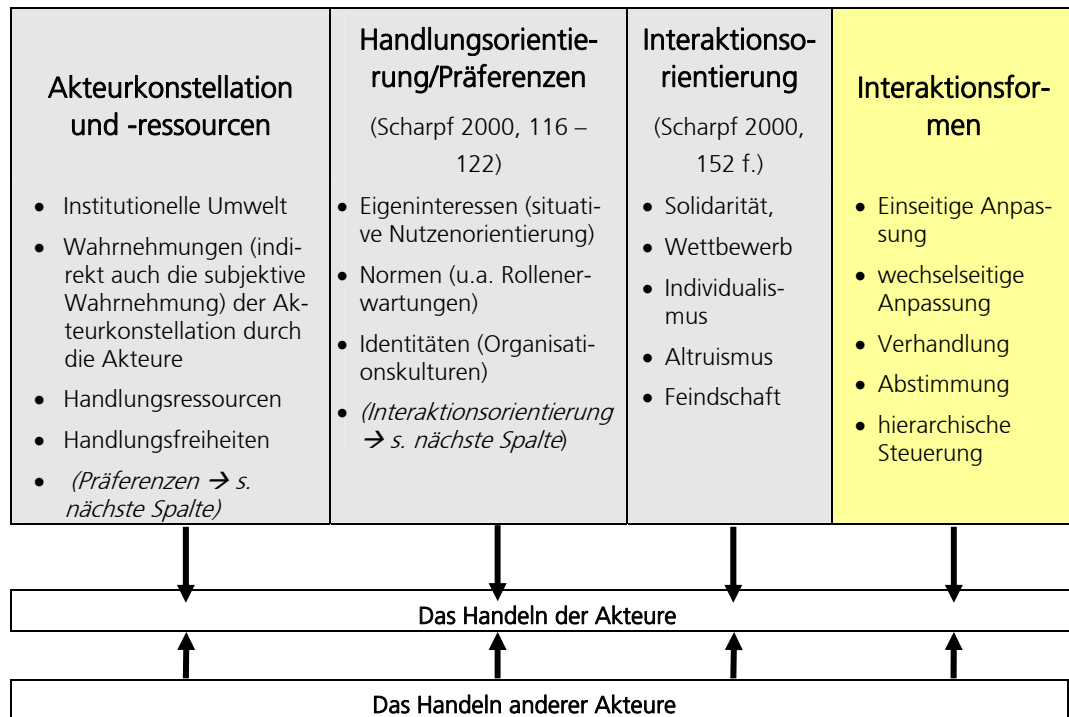 Akteurkonstellation
und -ressourcen
• Institutionelle Umwelt
• Wahrnehmungen (indi-
rekt auch die subjektive
Wahrnehmung) der Ak-
teurkonstellation durch
die Akteure
• Handlungsressourcen
• Handlungsfreiheiten
• (Präferenzen → s.
nächste Spalte)
Handlungsorientie-
rung/Präferenzen
(Scharpf 2000, 116 –
122)
• Eigeninteressen (situati-
ve Nutzenorientierung)
• Normen (u.a. Rollener-
wartungen)
• Identitäten (Organisati-
onskulturen)
• (Interaktionsorientierung
→ s. nächste Spalte)
Interaktionso-
rientierung
(Scharpf 2000,
152 f.)
• Solidarität,
• Wettbewerb
• Individualis-
mus
• Altruismus
• Feindschaft
Interaktionsfor-
men
• Einseitige Anpas-
sung
• wechselseitige
Anpassung
• Verhandlung
• Abstimmung
• hierarchische
Steuerung
Das Handeln der Akteure
Das Handeln anderer Akteure